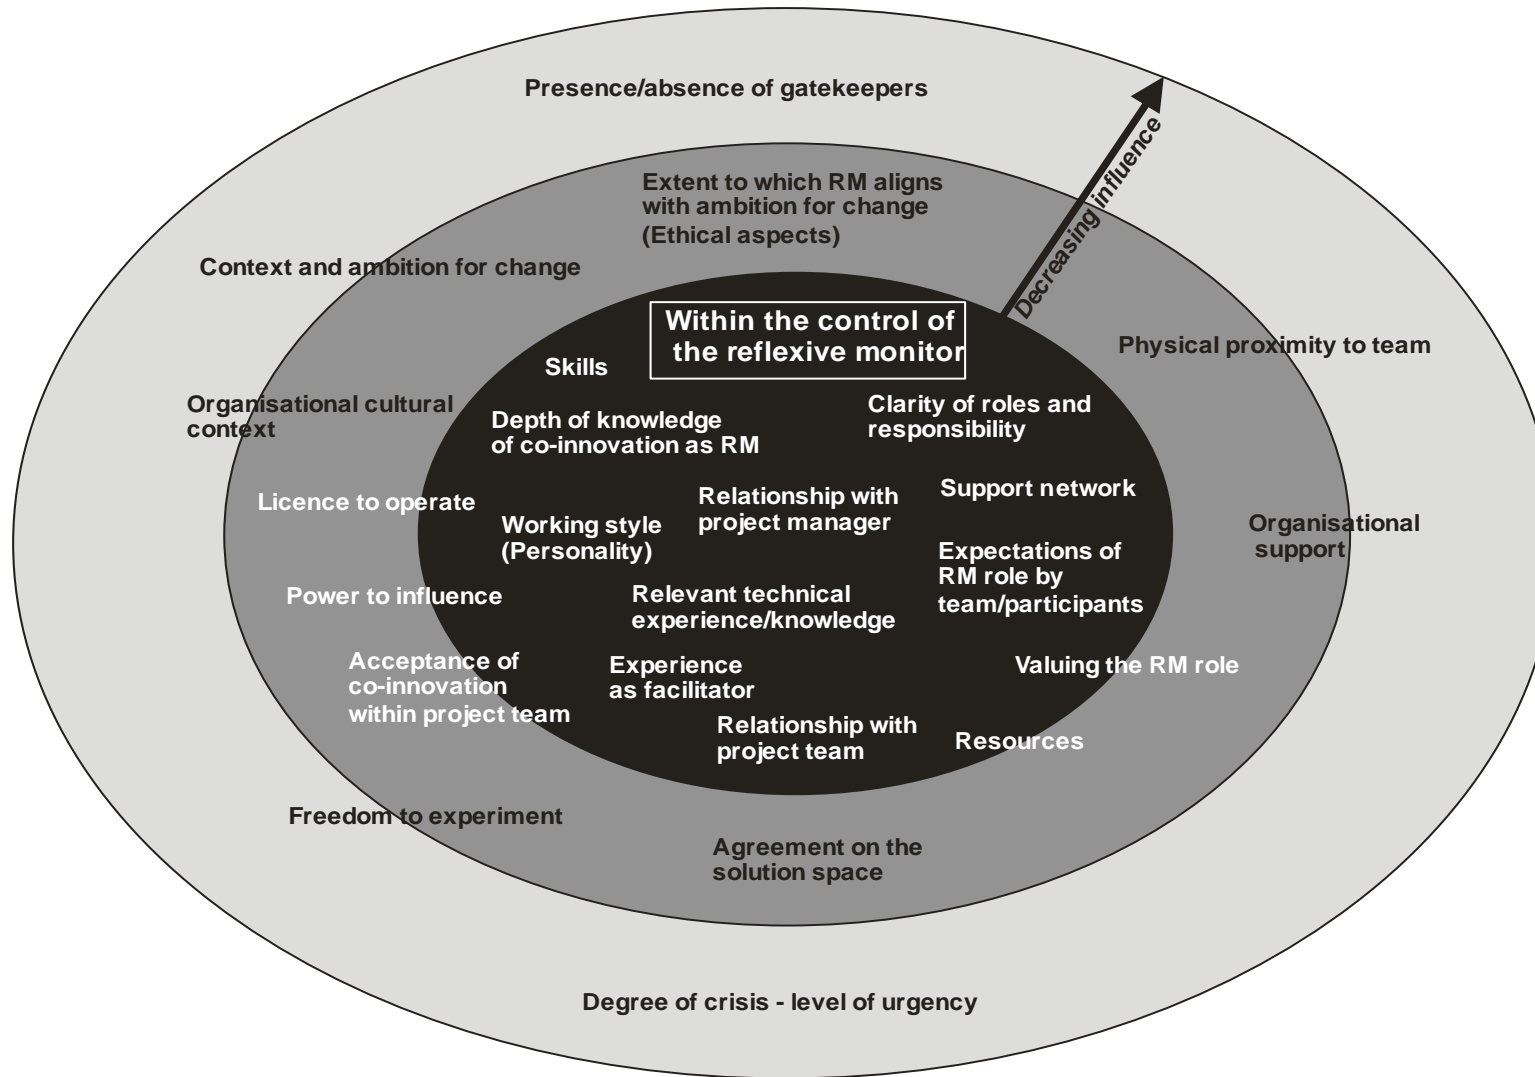 Presence/absence of gatekeepers
Decreasing influence
Extent to which RM aligns
with ambition for change
(Ethical aspects)
Context and ambition for change
Within the control of
the reflexive monitor
Physical proximity to team
Skills
Organisational cultural
context
Depth of knowledge
of co-innovation as RM
Clarity of roles and
responsibility
Licence to operate
Working style
(Personality)
Relationship with
project manager
Support network
Organisational
support
Expectations of
RM role by
team/participants
Power to influence
Relevant technical
experience/knowledge
Acceptance of
co-innovation
within project team
Experience
as facilitator
Valuing the RM role
Relationship with
project team
Resources
Freedom to experiment
Agreement on the
solution space
Degree of crisis - level of urgency